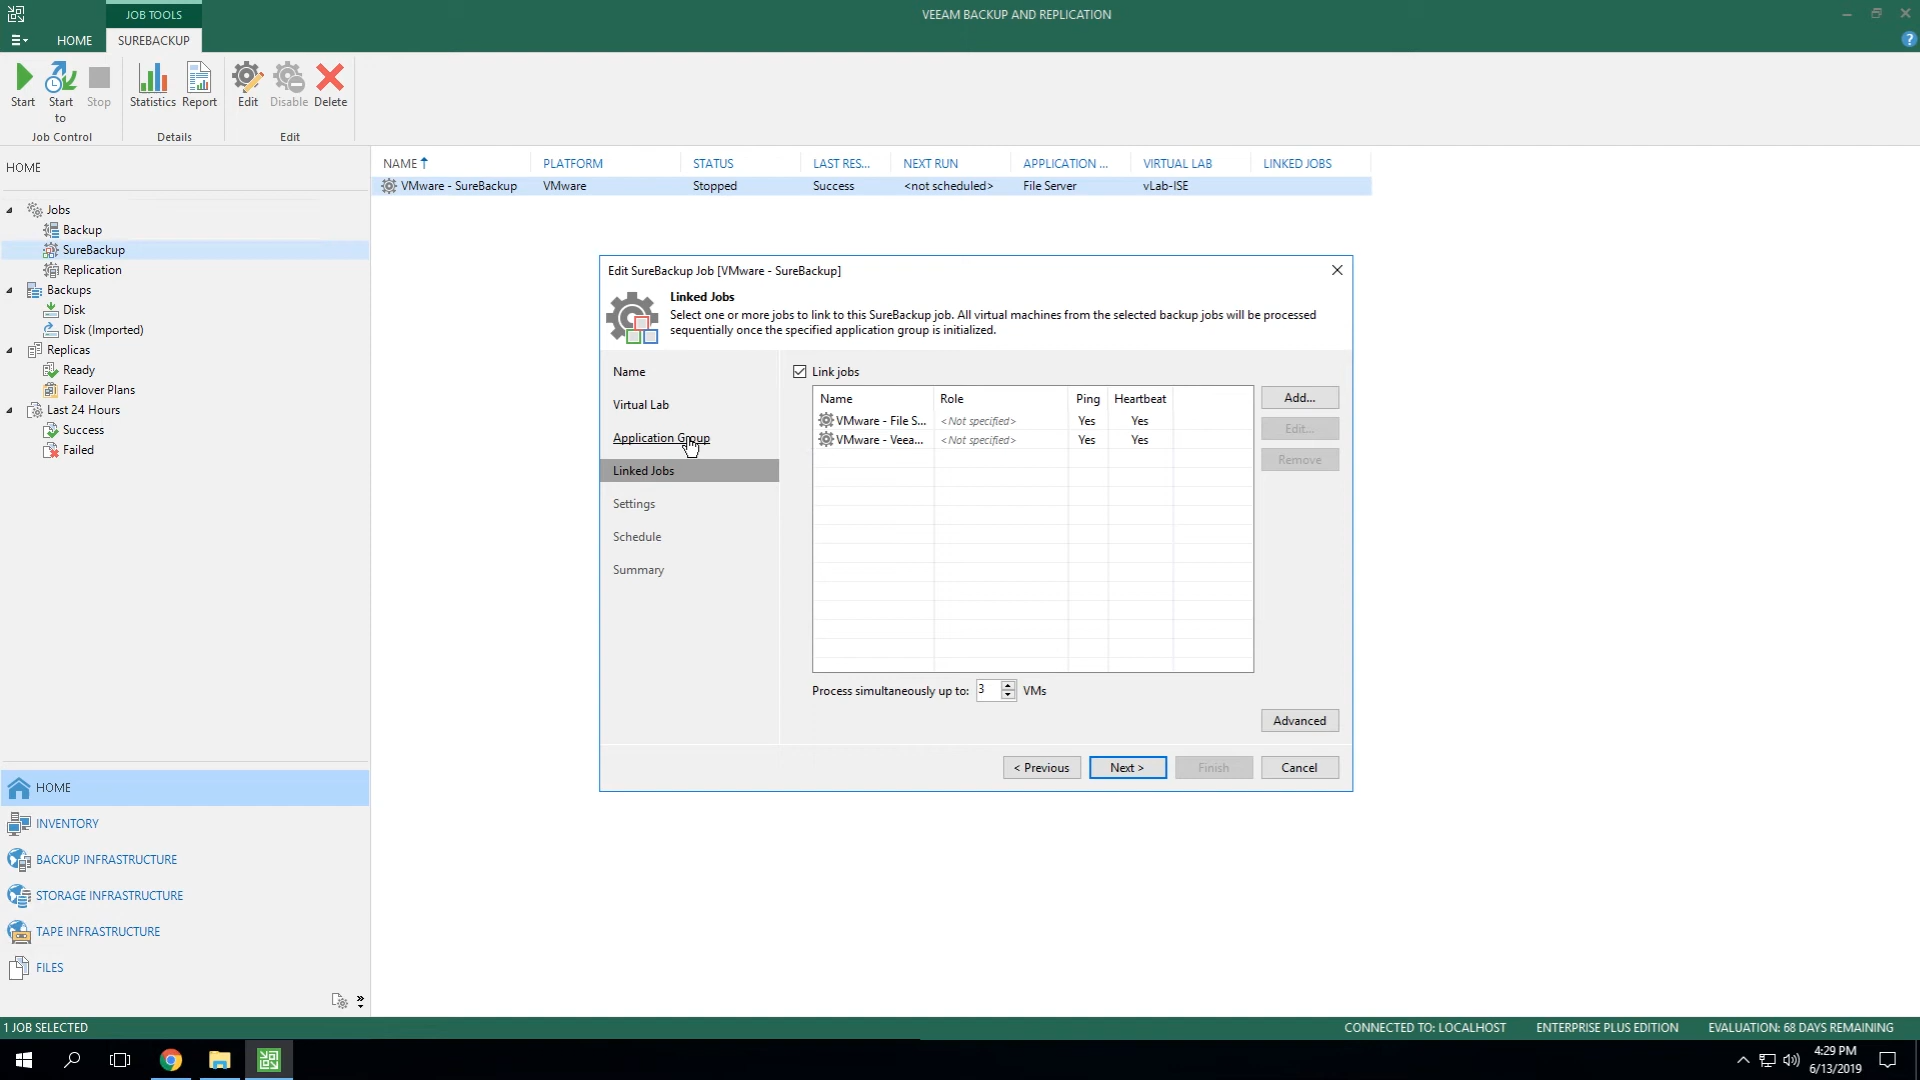 JOB TOOLS
VEEAM BACKUP AND REPLICATION
HOME
SUREBACKUP
Start
Start to
Stop
Statistics
Report
Edit
Disable
Delete
Job Control
Details
Edit
HOME
Jobs
Backup
SureBackup
Replication
Backups
Disk
Disk (Imported)
Replicas
Ready
Failover Plans
Last 24 Hours
Success
Failed
NAME PLATFORM STATUS LAST RES... NEXT RUN APPLICATION ... VIRTUAL LAB LINKED JOBS
VMware - SureBackup VMware Stopped Success <not scheduled> File Server vLab-ISE
Edit SureBackup Job [VMware - SureBackup]
Linked Jobs
Select one or more jobs to link to this SureBackup job. All virtual machines from the selected backup jobs will be processed
sequentially once the specified application group is initialized.
Name
Virtual Lab
Application Group
Linked Jobs
Settings
Schedule
Summary
Link jobs
Name Role Ping Heartbeat
VMware - File S... <Not specified> Yes Yes
VMware - Veea... <Not specified> Yes Yes
Add...
Edit...
Remove
Process simultaneously up to: 3 VMs
Advanced
< Previous
Next >
Finish
Cancel
HOME
INVENTORY
BACKUP INFRASTRUCTURE
STORAGE INFRASTRUCTURE
TAPE INFRASTRUCTURE
FILES
1 JOB SELECTED
CONNECTED TO: LOCALHOST
ENTERPRISE PLUS EDITION
EVALUATION: 68 DAYS REMAINING
4:29 PM
6/13/2019